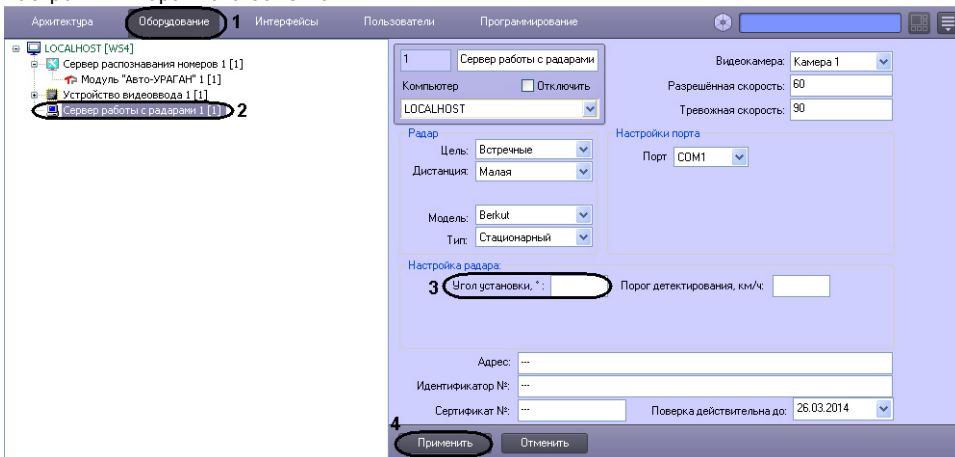 Архитектура Оборудование 1 Интерфейсы Пользователи Программирование
LOCALHOST [WS4]
Сервер распознавания номеров 1 [1]
Модуль "Авто-УРАГАН" 1 [1]
Устройство видеоввода 1 [1]
Сервер работы с радарами 1 [1] 2
1 Сервер работы с радарами
Компьютер Отключить
LOCALHOST
Видеокамера: Камера 1
Разрешённая скорость: 60
Тревожная скорость: 90
Радар
Цель: Встречные
Дистанция: Малая
Модель: Berkut
Тип: Стационарный
Настройки порта
Порт COM1
Настройка радара:
3 Угол установки, ° : Порог детектирования, км/ч:
Адрес: ---
Идентификатор №: ---
Сертификат №: --- Поверка действительна до: 26.03.2014
4
Применить Отменить